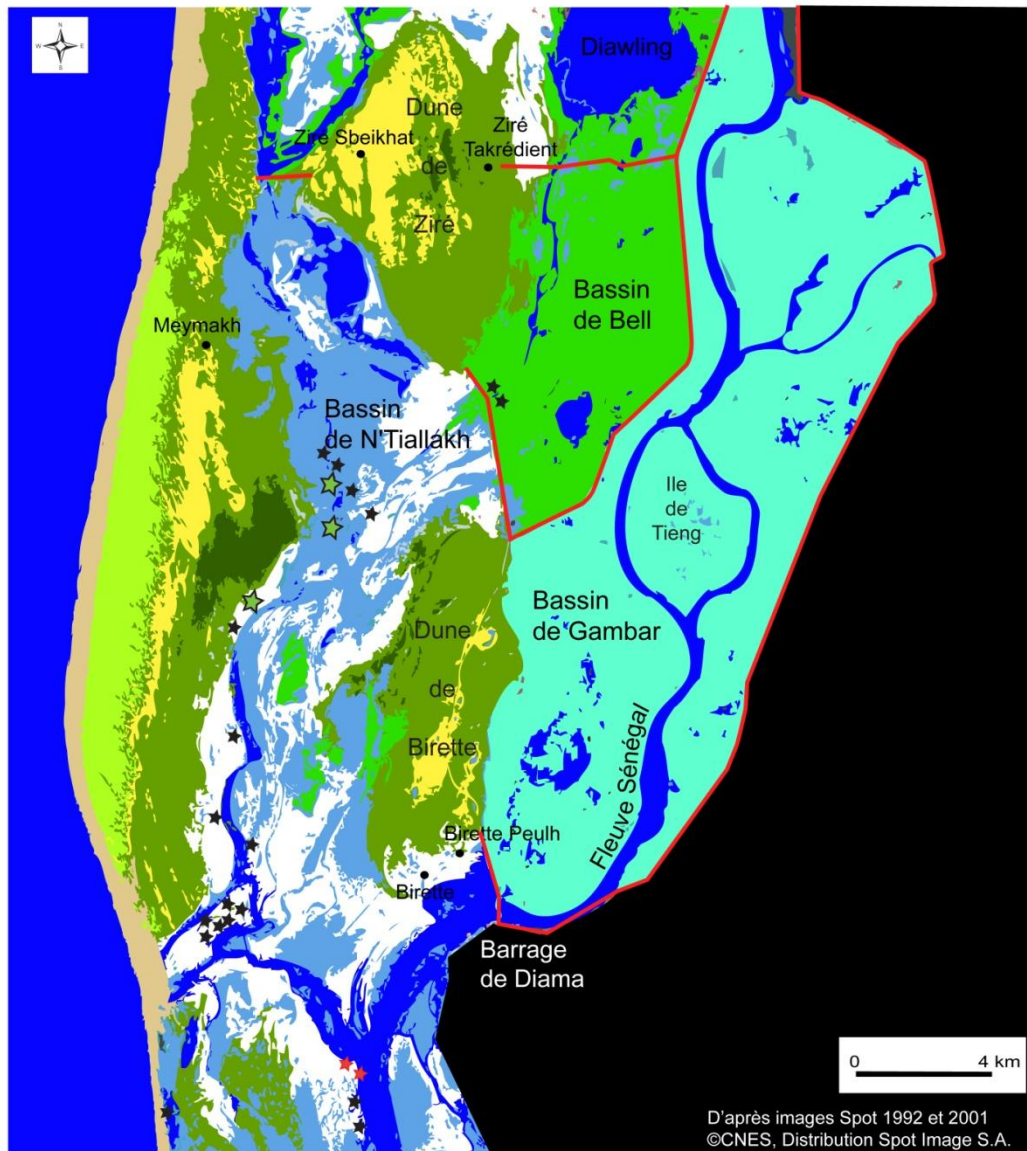 N
W E
S
Diawling
Dune
de
Ziré
Ziré Sbeikhat
Ziré
Takrédient
Bassin
de Bell
Meymakh
Bassin
de N'Tiallakh
Ile
de
Tieng
Bassin
de Gambar
Dune
de
Birette
Fleuve Sénégal
Birette Peulh
Birette
Barrage
de Diama
0 4 km
D'après images Spot 1992 et 2001
©CNES, Distribution Spot Image S.A.